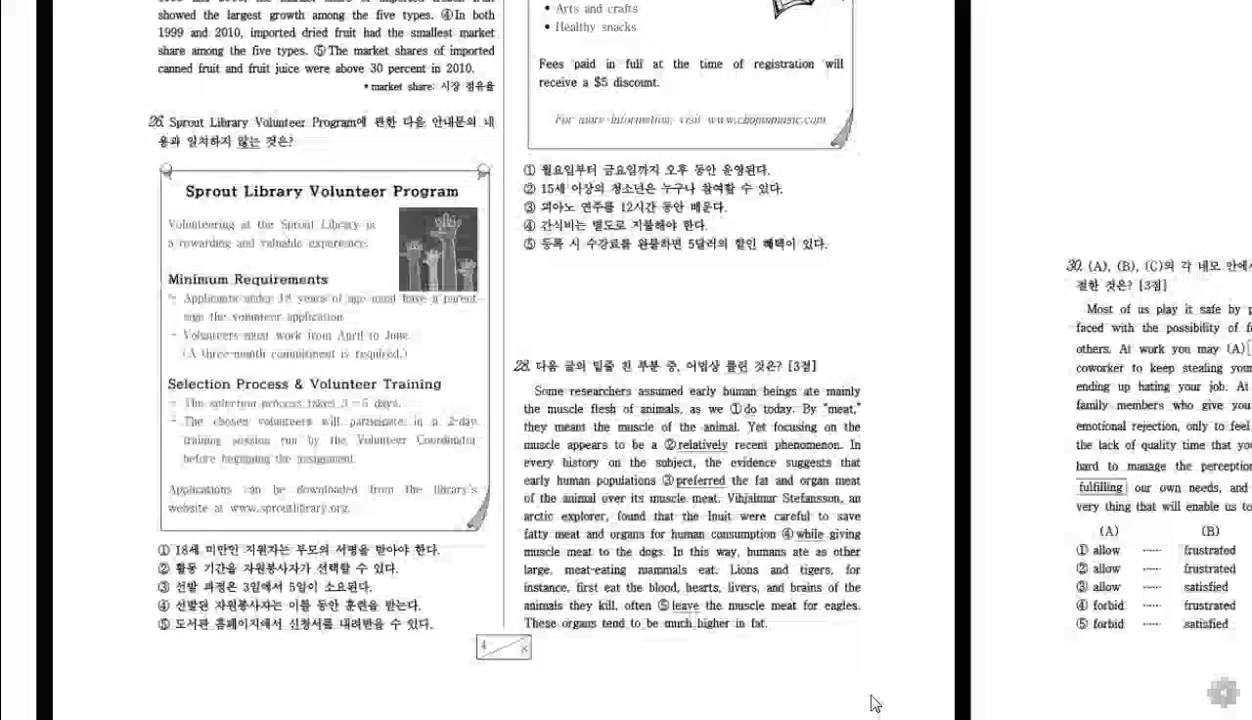 showed the largest growth among the five types. ④In both
1999 and 2010, imported dried fruit had the smallest market
share among the five types. ⑤The market shares of imported
canned fruit and fruit juice were above 30 percent in 2010.
* market share: 시장 점유율
26. Sprout Library Volunteer Program에 관한 다음 안내문의 내
용과 일치하지 않는 것은?
Sprout Library Volunteer Program
Volunteering at the Sprout Library is
a rewarding and valuable experience.
Minimum Requirements
- Applicants under 18 years of age must have a parent
sign the volunteer application.
- Volunteers must work from April to June.
(A three-month commitment is required.)
Selection Process & Volunteer Training
- The selection process takes 3-5 days.
- The chosen volunteers will participate in a 2-day
training session run by the Volunteer Coordinator
before beginning the assignment.
Applications can be downloaded from the library's
website at www.sproutlibrary.org.
① 18세 미만인 지원자는 부모의 서명을 받아야 한다.
② 활동 기간을 자원봉사자가 선택할 수 있다.
③ 선발 과정은 3일에서 5일이 소요된다.
④ 선발된 자원봉사자는 이틀 동안 훈련을 받는다.
⑤ 도서관 홈페이지에서 신청서를 내려받을 수 있다.
• Arts and crafts
• Healthy snacks
Fees paid in full at the time of registration will
receive a $5 discount.
For more information, visit
① 월요일부터 금요일까지 오후 동안 운영된다.
② 15세 이상의 청소년은 누구나 참여할 수 있다.
③ 피아노 연주를 12시간 동안 배운다.
④ 간식비는 별도로 지불해야 한다.
⑤ 등록 시 수강료를 완불하면 5달러의 할인 혜택이 있다.
28. 다음 글의 밑줄 친 부분 중, 어법상 틀린 것은? [3점]
Some researchers assumed early human beings ate mainly
the muscle flesh of animals, as we ①do today. By "meat,"
they meant the muscle of the animal. Yet focusing on the
muscle appears to be a ②relatively recent phenomenon. In
every history on the subject, the evidence suggests that
early human populations ③preferred the fat and organ meat
of the animal over its muscle meat. Vihjalmur Stefansson, an
arctic explorer, found that the Inuit were careful to save
fatty meat and organs for human consumption ④while giving
muscle meat to the dogs. In this way, humans ate as other
large, meat-eating mammals eat. Lions and tigers, for
instance, first eat the blood, hearts, livers, and brains of the
animals they kill, often ⑤leave the muscle meat for eagles.
These organs tend to be much higher in fat.
4 8
30. (A), (B), (C)의 각 네모 안에서
절한 것은? [3점]
Most of us play it safe by
faced with the possibility of
others. At work you may (A)
coworker to keep stealing your
ending up hating your job. At
family members who give you
emotional rejection, only to feel
the lack of quality time that you
hard to manage the perception
fulfilling our own needs, and
very thing that will enable us to
(A) (B)
① allow ····· frustrated
② allow ····· frustrated
③ allow ····· satisfied
④ forbid ····· frustrated
⑤ forbid ····· satisfied